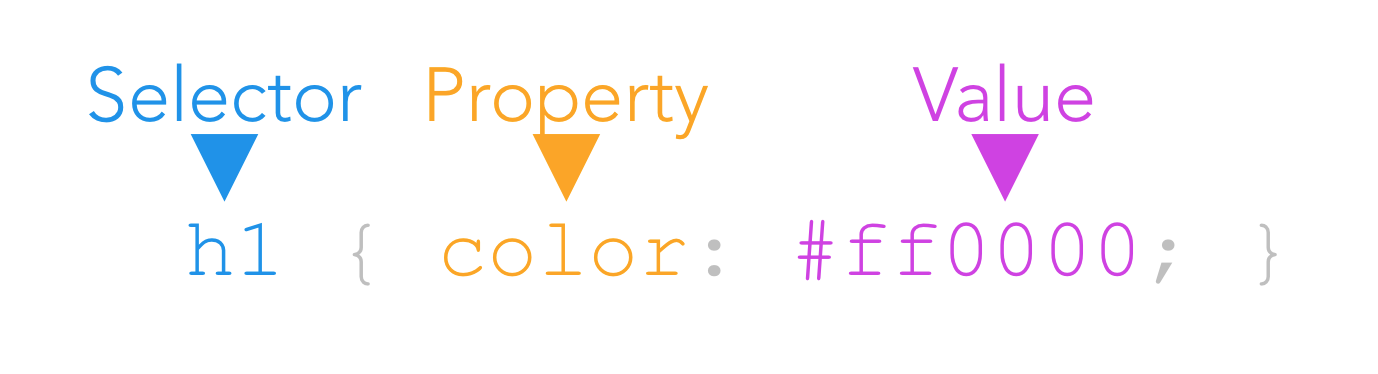 Selector Property Value
h1 { color: #ff0000; }